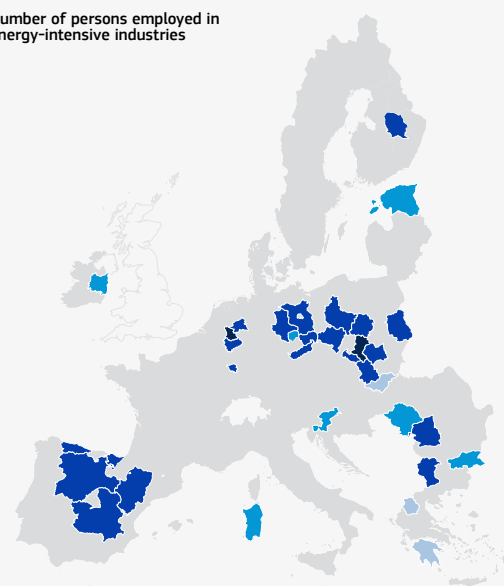 umber of persons employed in
nergy-intensive industries